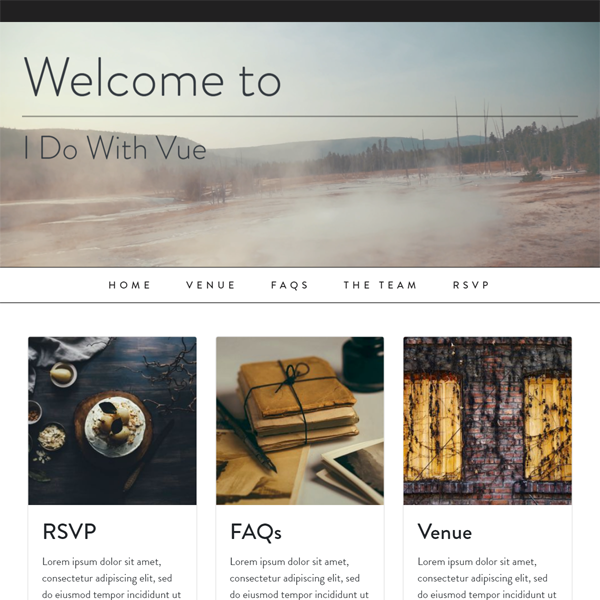 Welcome to
I Do With Vue
HOME VENUE FAQS THE TEAM RSVP
RSVP
Lorem ipsum dolor sit amet,
consectetur adipiscing elit, sed
do eiusmod tempor incididunt ut
FAQs
Lorem ipsum dolor sit amet,
consectetur adipiscing elit, sed
do eiusmod tempor incididunt ut
Venue
Lorem ipsum dolor sit amet,
consectetur adipiscing elit, sed
do eiusmod tempor incididunt ut